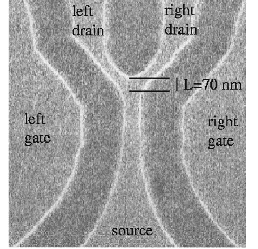 left
drain
right
drain
L=70 nm
left
gate
right
gate
source